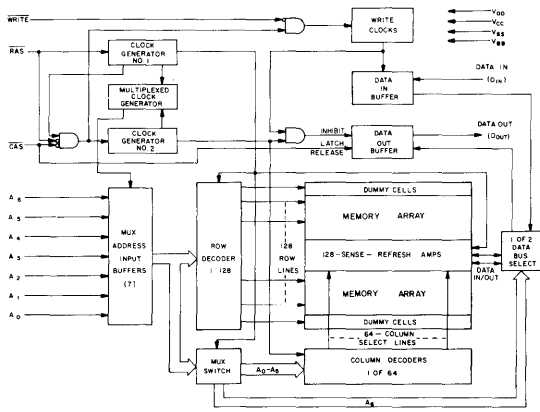 WRITE
WRITE CLOCKS
VDD
VCC
VSS
VBB
RAS
CLOCK GENERATOR NO. 1
MULTIPLEXED CLOCK GENERATOR
CLOCK GENERATOR NO. 2
CAS
DATA IN BUFFER
DATA IN (DIN)
INHIBIT
LATCH RELEASE
DATA OUT BUFFER
DATA OUT (DOUT)
A6
A5
A4
A3
A2
A1
A0
MUX ADDRESS INPUT BUFFERS (7)
ROW DECODER 1 128
128 ROW LINES
DUMMY CELLS
MEMORY ARRAY
128-SENSE-REFRESH AMPS
MEMORY ARRAY
DUMMY CELLS
DATA IN/OUT
1 OF 2 DATA BUS SELECT
64-COLUMN SELECT LINES
MUX SWITCH
A0-A5
COLUMN DECODERS 1 OF 64
A6